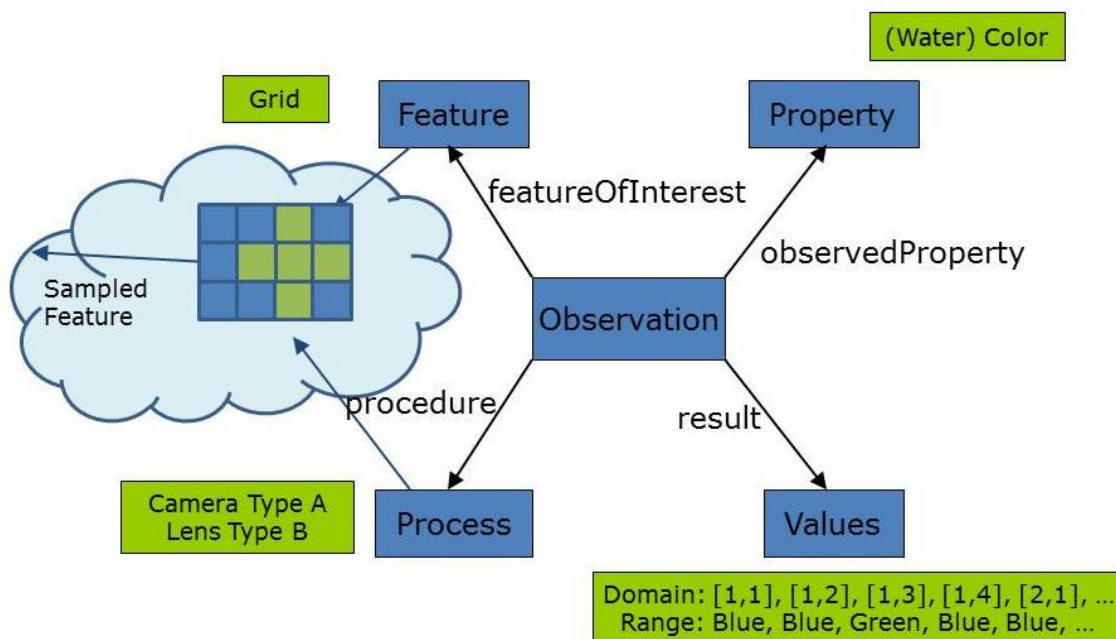 (Water) Color
Grid
Feature
Property
featureOfInterest
observedProperty
Sampled
Feature
Observation
procedure
result
Camera Type A
Lens Type B
Process
Values
Domain: [1,1], [1,2], [1,3], [1,4], [2,1], ...
Range: Blue, Blue, Green, Blue, Blue, ...